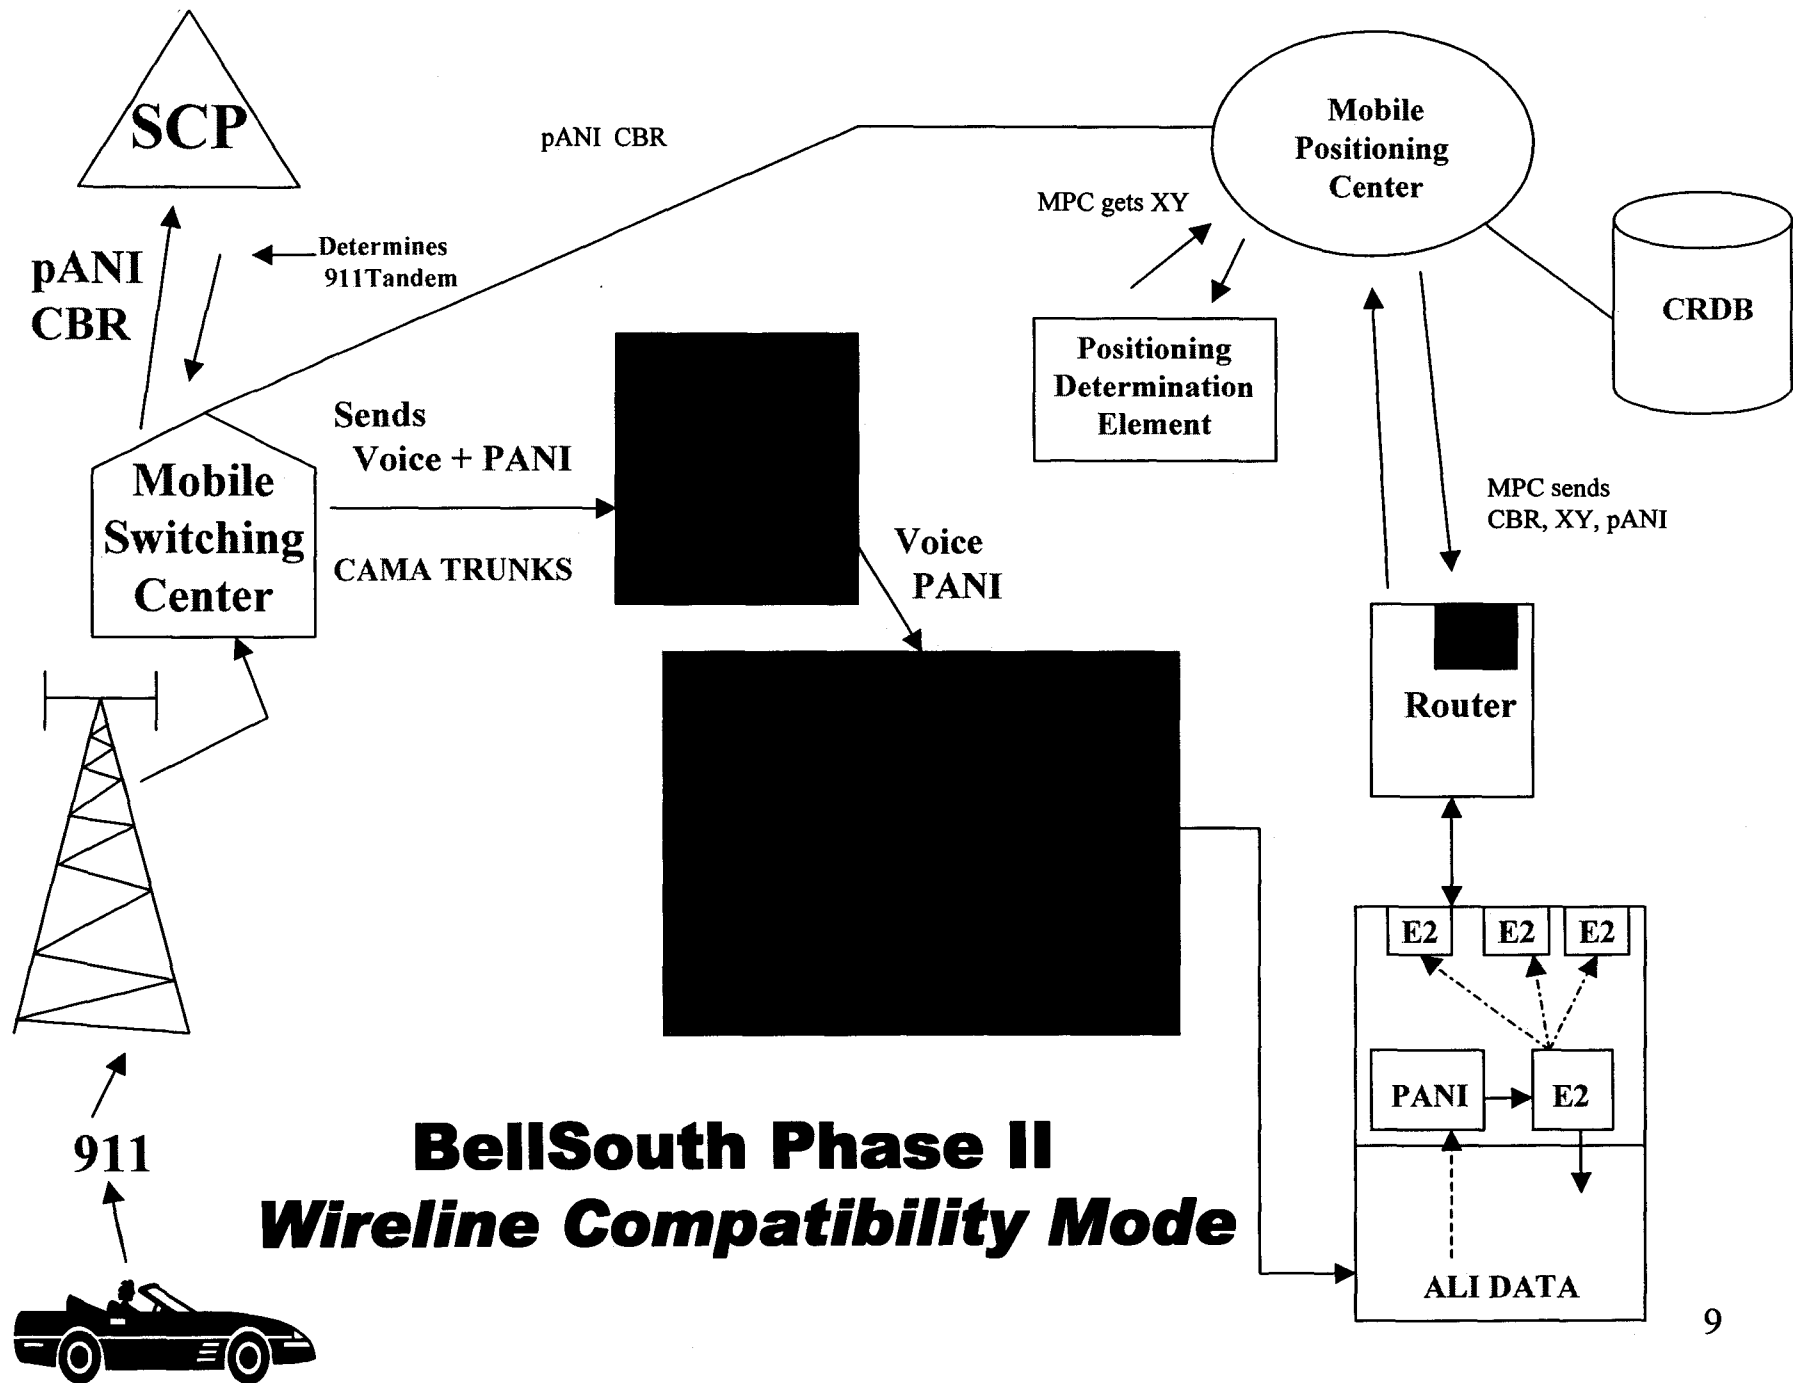 SCP
pANI CBR
Mobile
Positioning
Center
MPC gets XY
Determines
911Tandem
pANI
CBR
CRDB
Positioning
Determination
Element
Sends
Voice + PANI
Mobile
Switching
Center
CAMA TRUNKS
Voice
PANI
MPC sends
CBR, XY, pANI
Router
E2
E2
E2
PANI
E2
911
BellSouth Phase II
Wireline Compatibility Mode
ALI DATA
9